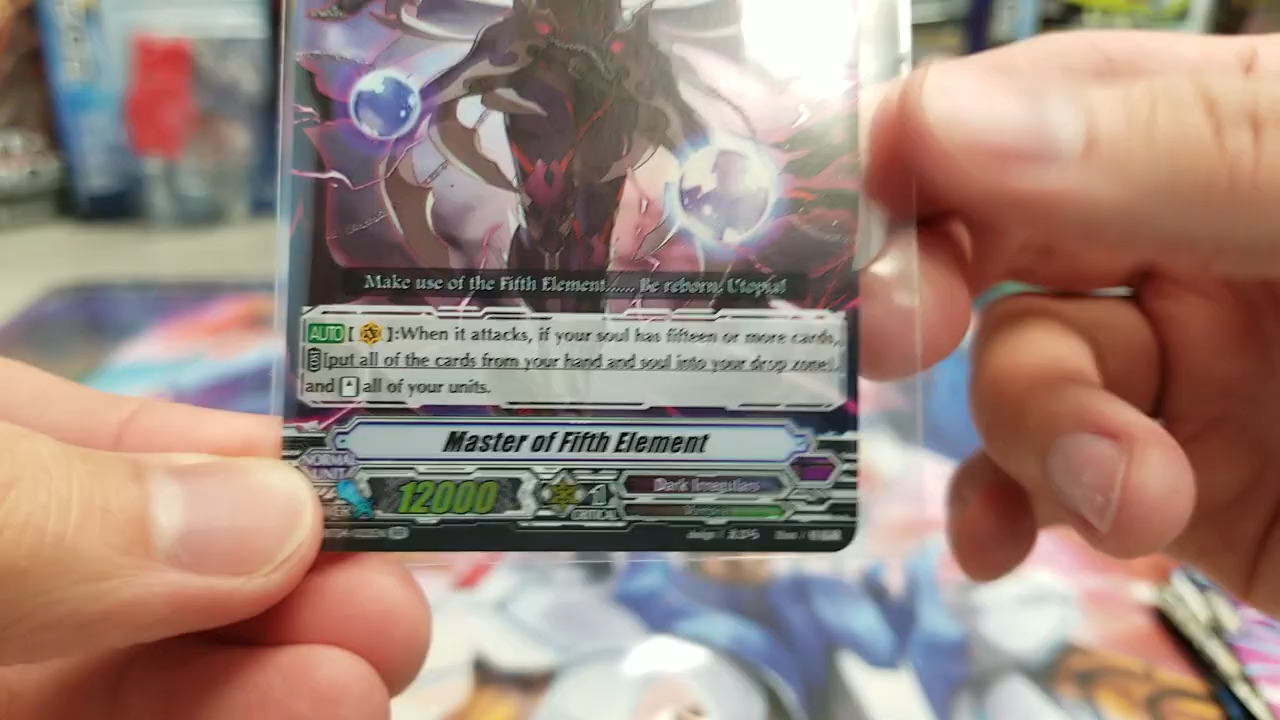 Make use of the Fifth Element...... Be reborn, Utopia!
AUTO [ ]:When it attacks, if your soul has fifteen or more cards,
[put all of the cards from your hand and soul into your drop zone],
and all of your units.
Master of Fifth Element
NORMAL
UNIT
12000
1
CRITICAL
Dark Irregulars